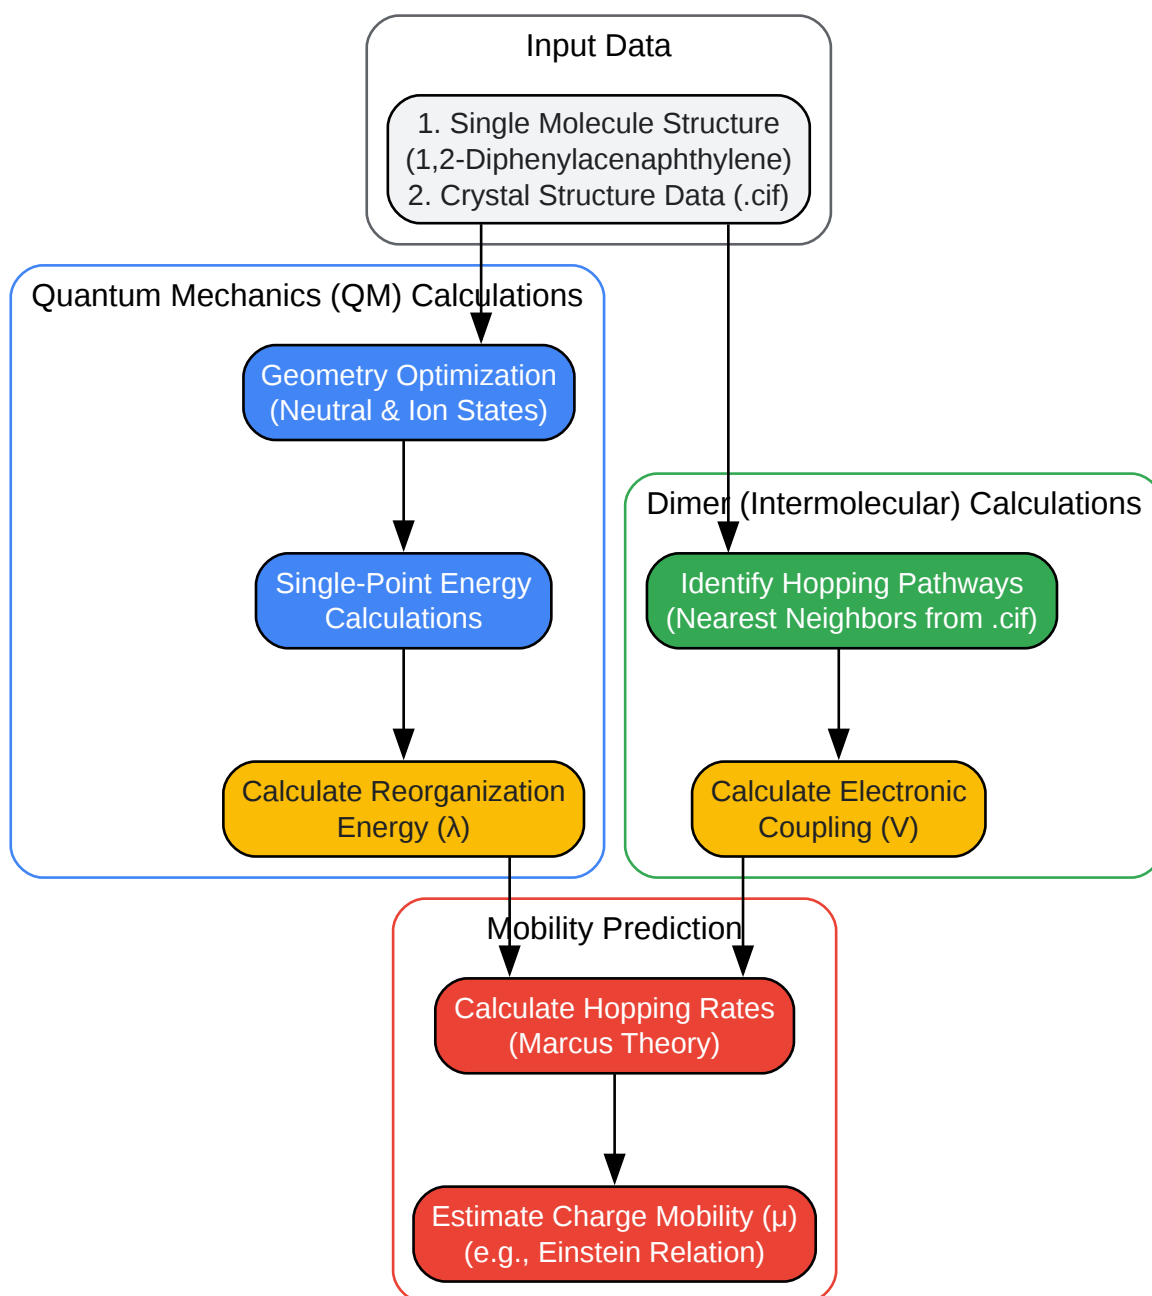 Input Data
1. Single Molecule Structure
(1,2-Diphenylacenaphthylene)
2. Crystal Structure Data (.cif)
Quantum Mechanics (QM) Calculations
Geometry Optimization
(Neutral & Ion States)
Single-Point Energy
Calculations
Calculate Reorganization
Energy (λ)
Dimer (Intermolecular) Calculations
Identify Hopping Pathways
(Nearest Neighbors from .cif)
Calculate Electronic
Coupling (V)
Mobility Prediction
Calculate Hopping Rates
(Marcus Theory)
Estimate Charge Mobility (μ)
(e.g., Einstein Relation)